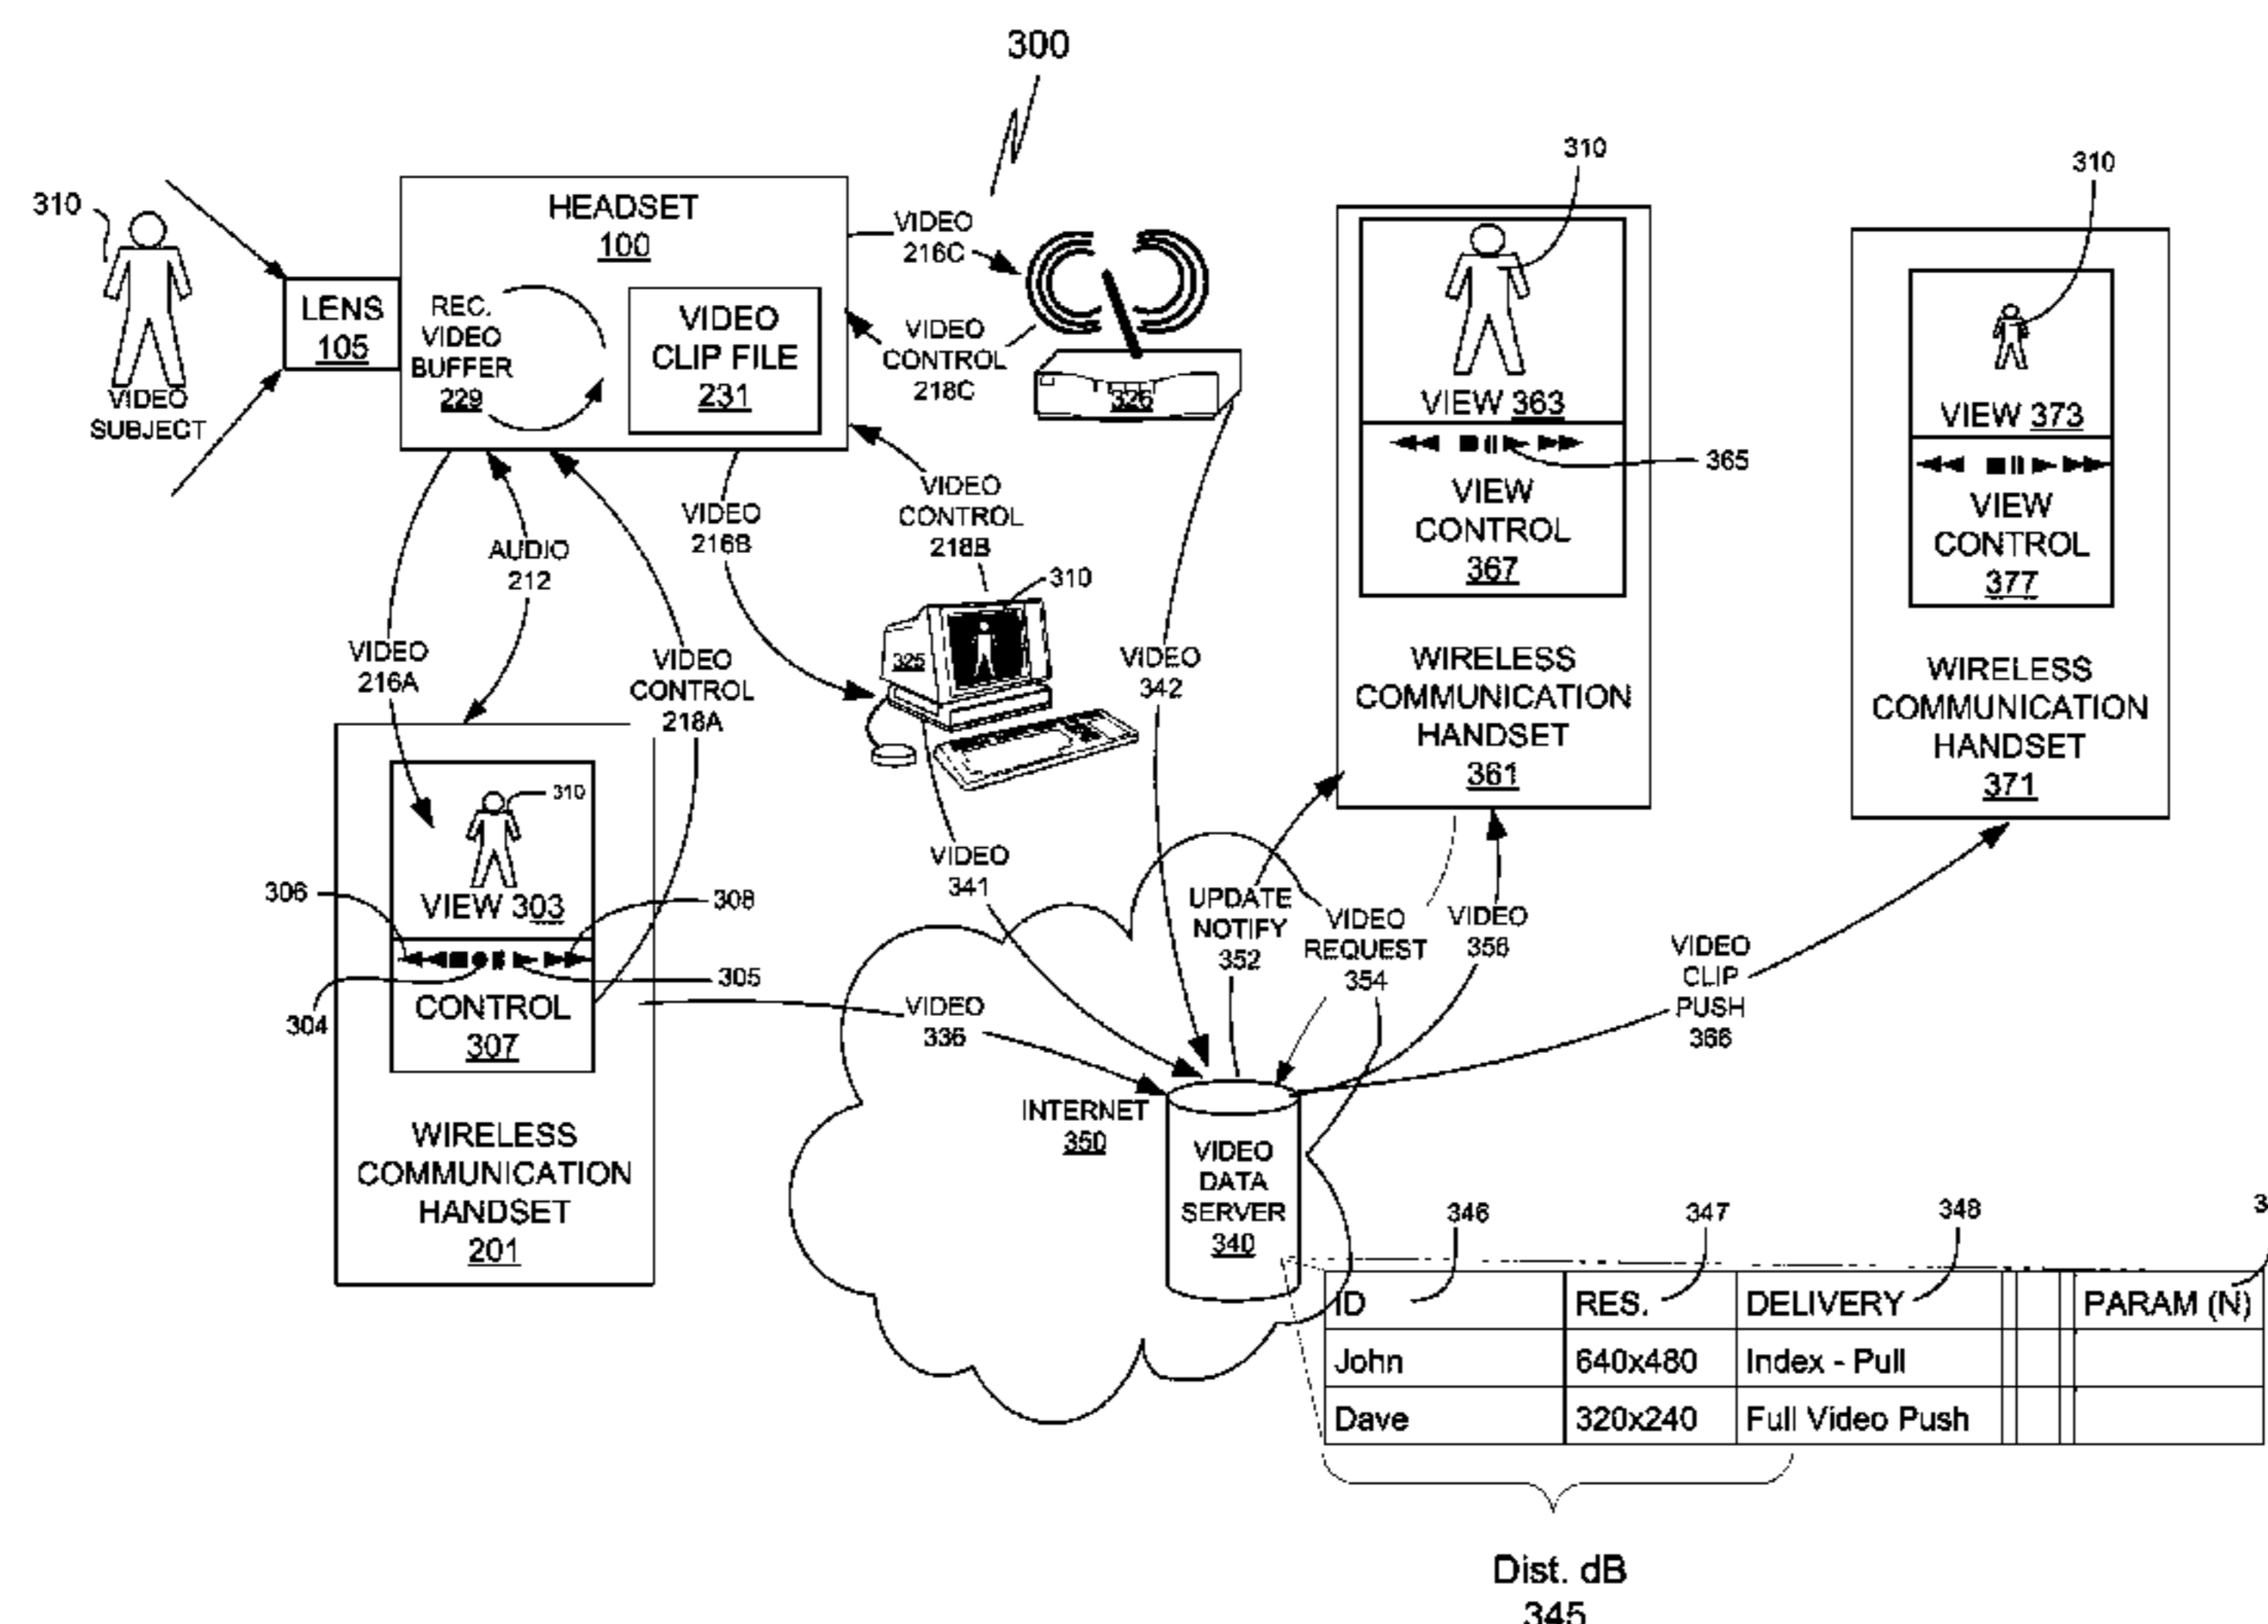 300
310
VIDEO
SUBJECT
LENS
105
HEADSET
100
REC.
VIDEO
BUFFER
229
VIDEO
CLIP FILE
231
VIDEO
216C
VIDEO
CONTROL
218C
326
VIDEO
CONTROL
218B
VIDEO
216B
AUDIO
212
VIDEO
216A
VIDEO
CONTROL
218A
325
310
310
VIEW 303
306
308
304
305
CONTROL
307
WIRELESS
COMMUNICATION
HANDSET
201
VIDEO
336
VIDEO
341
VIDEO
342
310
VIEW 363
365
VIEW
CONTROL
367
WIRELESS
COMMUNICATION
HANDSET
361
310
VIEW 373
VIEW
CONTROL
377
WIRELESS
COMMUNICATION
HANDSET
371
UPDATE
NOTIFY
352
VIDEO
REQUEST
354
VIDEO
356
VIDEO
CLIP
PUSH
366
INTERNET
350
VIDEO
DATA
SERVER
340
346
347
348
ID RES. DELIVERY PARAM (N)
John 640x480 Index - Pull
Dave 320x240 Full Video Push
Dist. dB
345